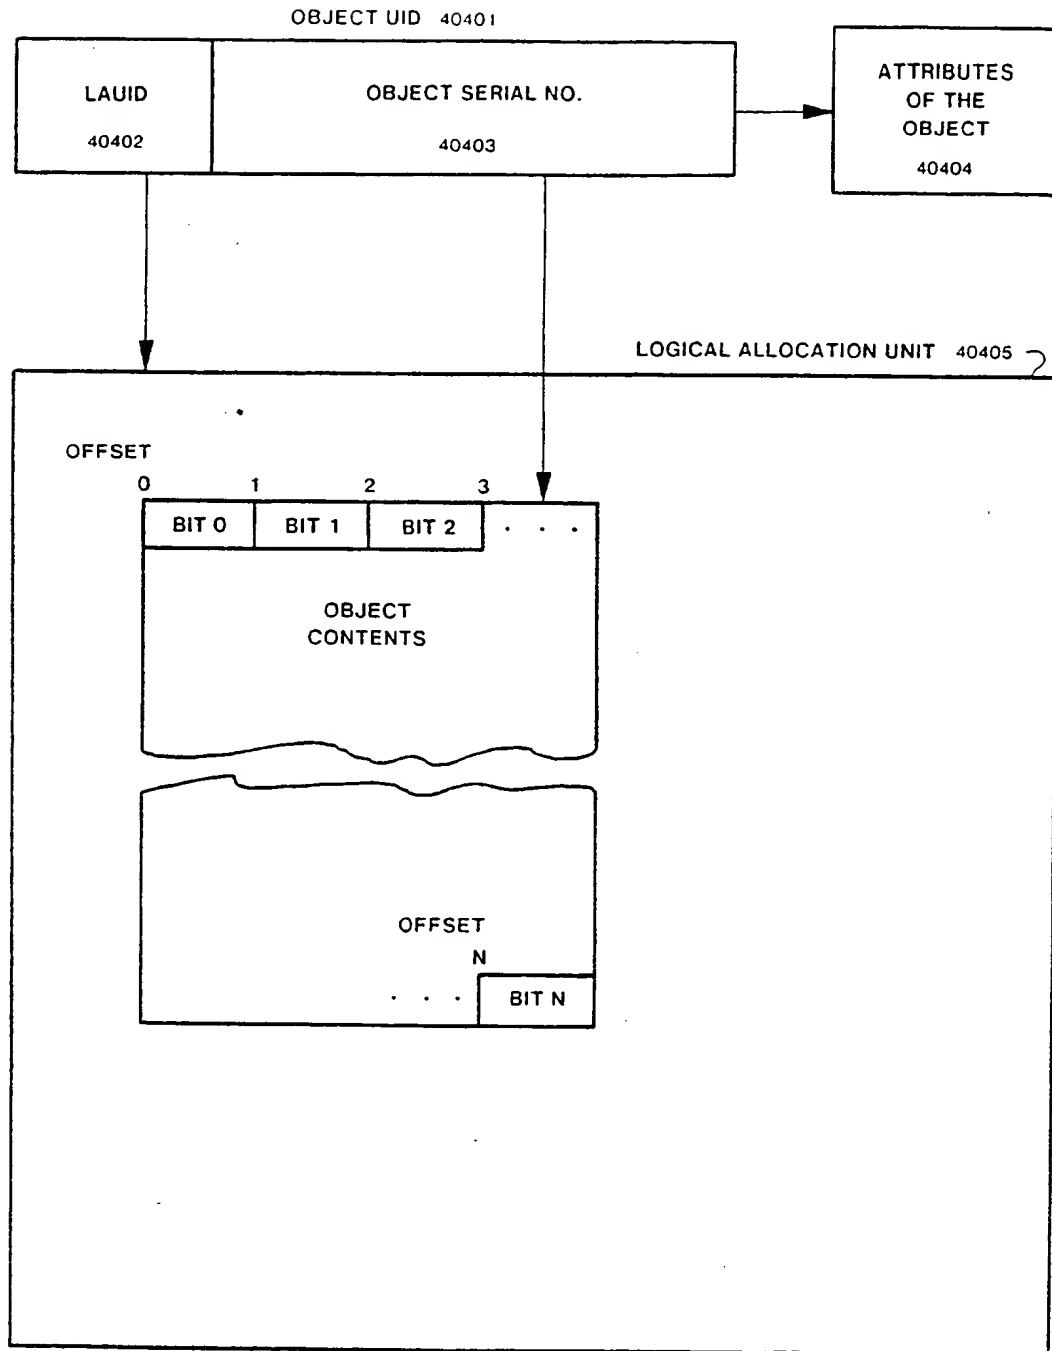 OBJECT UID 40401
LAUID
40402
OBJECT SERIAL NO.
40403
ATTRIBUTES
OF THE
OBJECT
40404
LOGICAL ALLOCATION UNIT 40405
OFFSET
0 1 2 3
BIT 0 BIT 1 BIT 2 . . .
OBJECT
CONTENTS
OFFSET
N
. . . BIT N